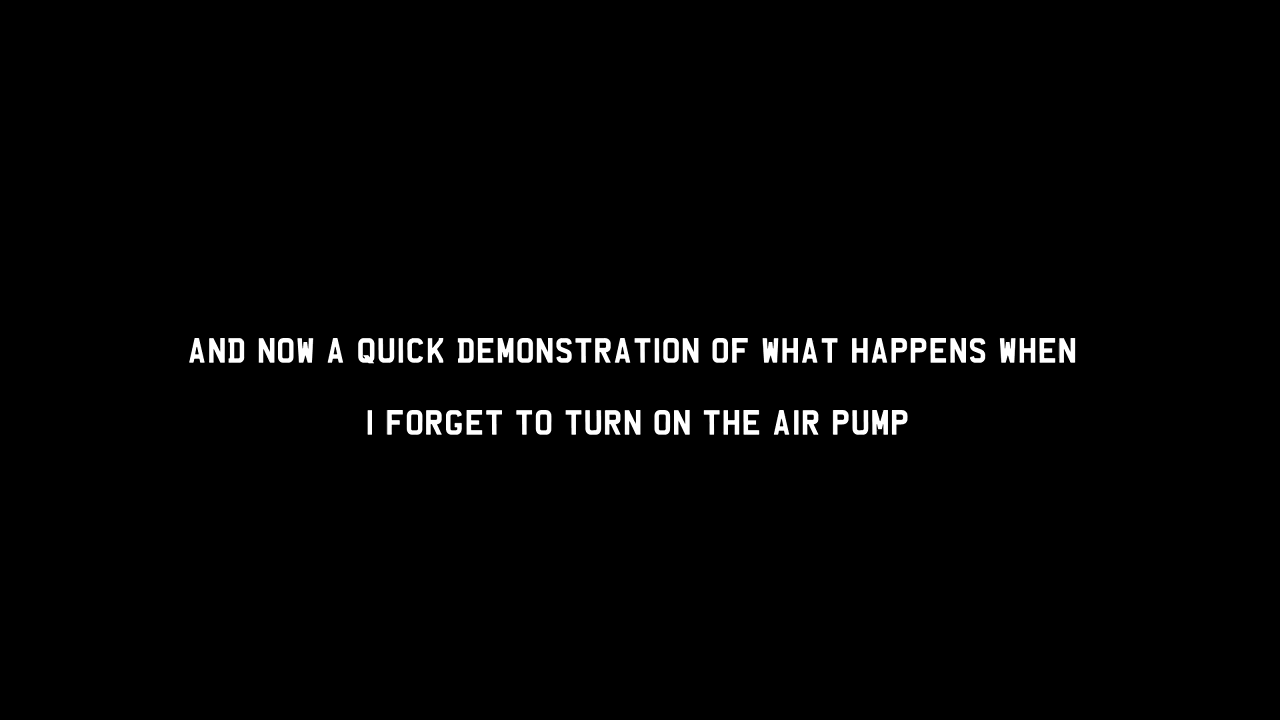 AND NOW A QUICK DEMONSTRATION OF WHAT HAPPENS WHEN
I FORGET TO TURN ON THE AIR PUMP